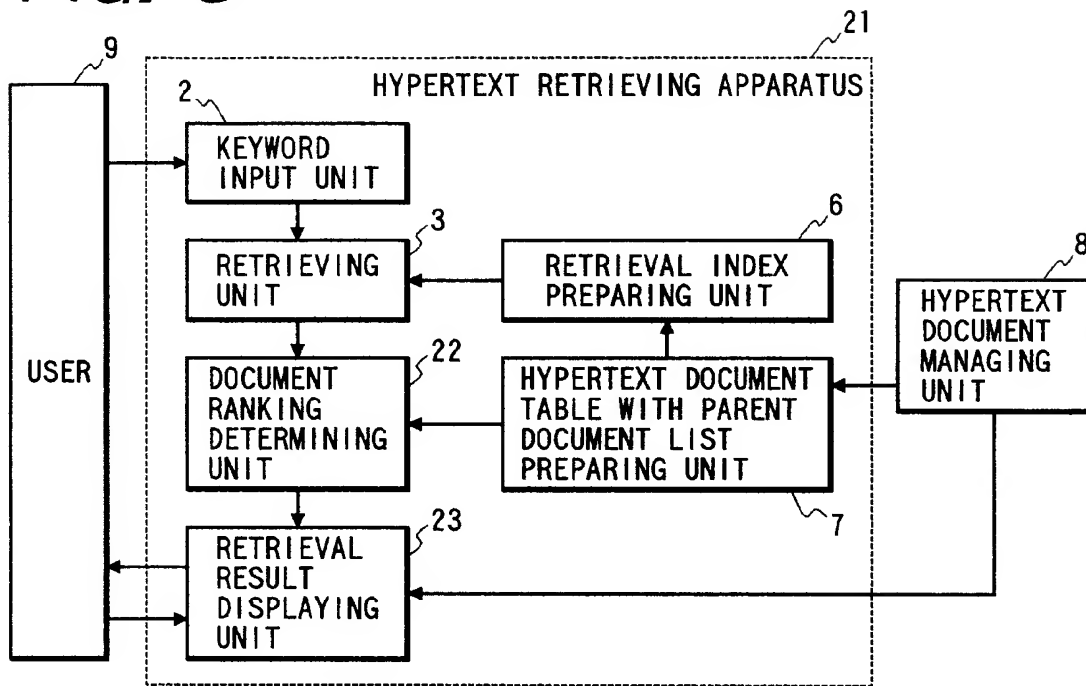 21
9
HYPERTEXT RETRIEVING APPARATUS
2
KEYWORD
INPUT UNIT
3
RETRIEVING
UNIT
6
RETRIEVAL INDEX
PREPARING UNIT
8
HYPERTEXT
DOCUMENT
MANAGING
UNIT
USER
22
DOCUMENT
RANKING
DETERMINING
UNIT
HYPERTEXT DOCUMENT
TABLE WITH PARENT
DOCUMENT LIST
PREPARING UNIT
7
23
RETRIEVAL
RESULT
DISPLAYING
UNIT